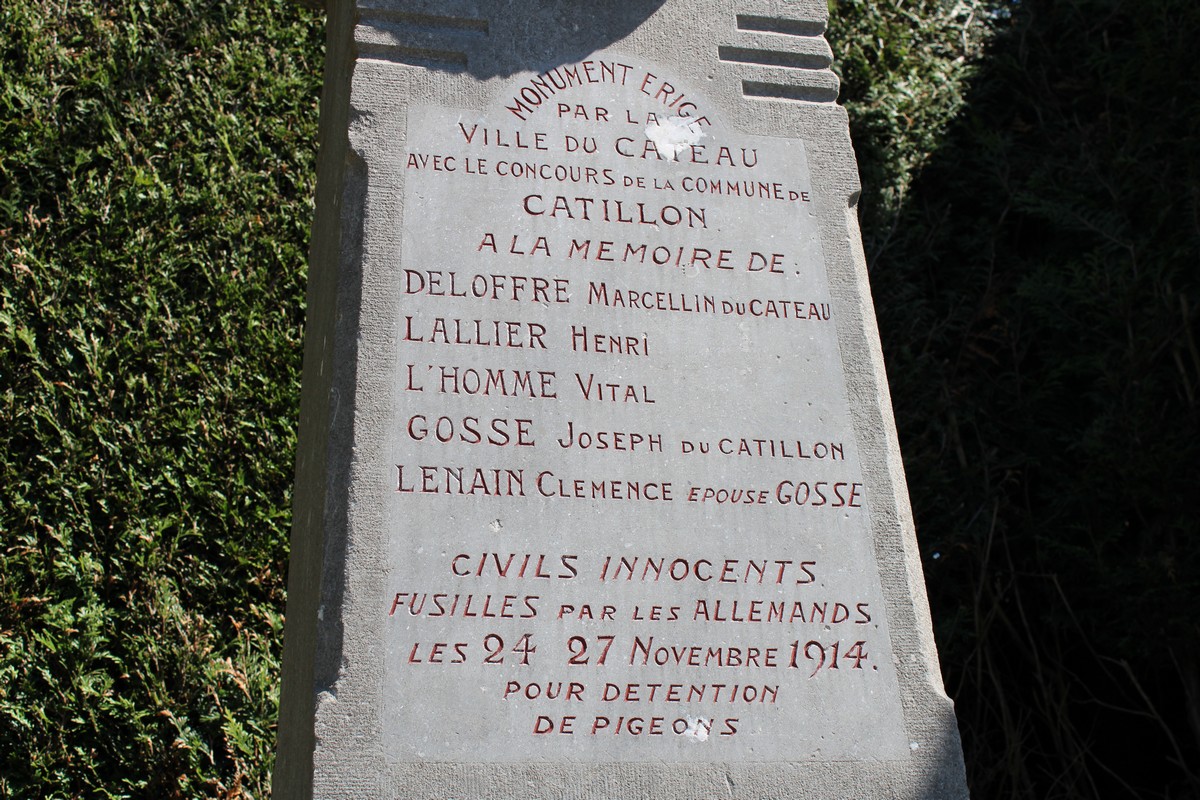 MONUMENT ERIGE
PAR LA
VILLE DU CATEAU
AVEC LE CONCOURS DE LA COMMUNE DE
CATILLON.
A LA MEMOIRE DE :
DELOFFRE MARCELLIN DU CATEAU
LALLIER HENRI
L'HOMME VITAL
GOSSE JOSEPH DU CATILLON
LENAIN CLEMENCE EPOUSE GOSSE
CIVILS INNOCENTS.
FUSILLES PAR LES ALLEMANDS.
LES 24 27 NOVEMBRE 1914.
POUR DETENTION
DE PIGEONS